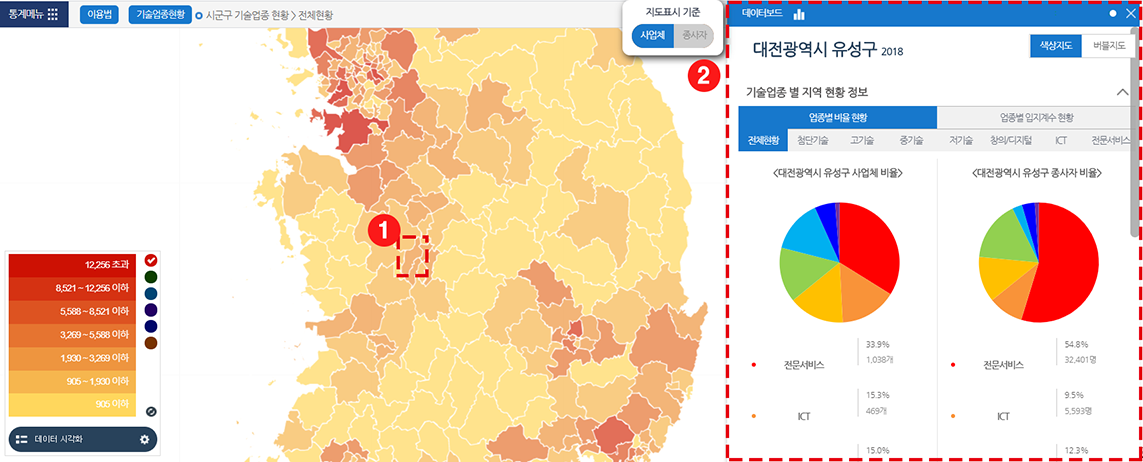 통계메뉴
이용법
기술업종현황
시군구 기술업종 현황 > 전체현황
지도표시 기준
사업체 종사자
1
2
12,256 초과
8,521 ~ 12,256 이하
5,588 ~ 8,521 이하
3,269 ~ 5,588 이하
1,930 ~ 3,269 이하
905 ~ 1,930 이하
905 이하
데이터 시각화
데이터보드
대전광역시 유성구 2018
색상지도 버블지도
기술업종 별 지역 현황 정보
업종별 비율 현황 업종별 입지계수 현황
전체현황 첨단기술 고기술 중기술 저기술 창의/디지털 ICT 전문서비스
<대전광역시 유성구 사업체 비율>
전문서비스
33.9%
1,038개
ICT
15.3%
469개
15.0%
<대전광역시 유성구 종사자 비율>
전문서비스
54.8%
32,401명
ICT
9.5%
5,593명
12.3%